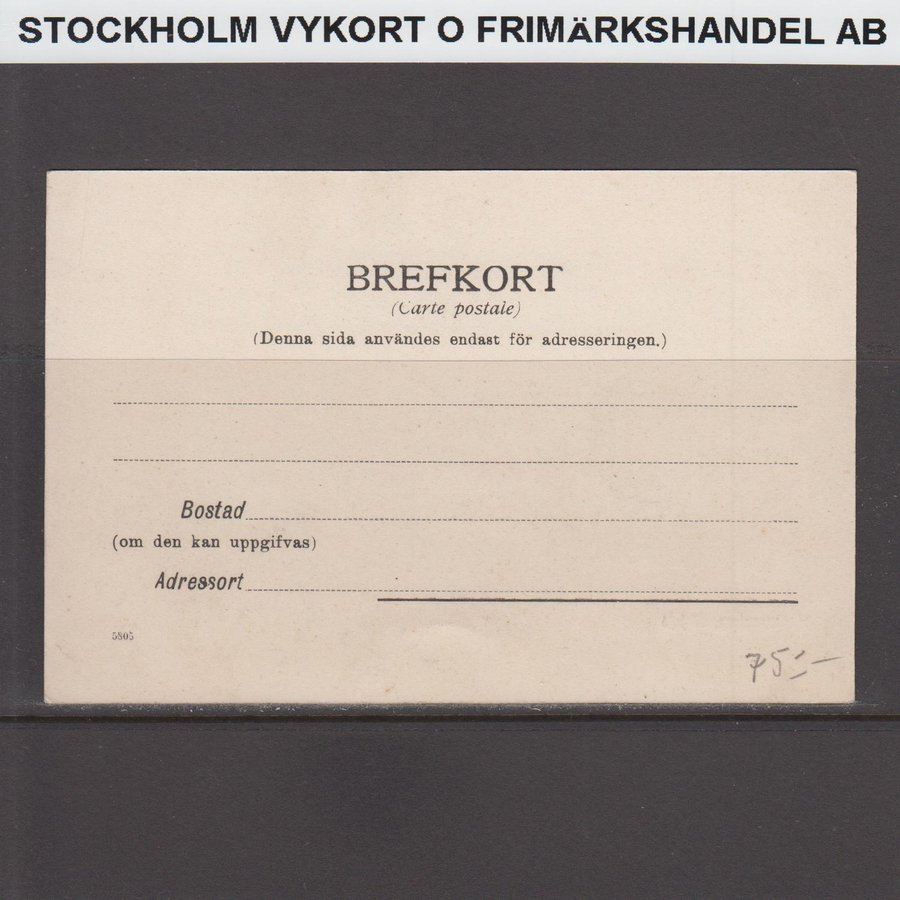 STOCKHOLM VYKORT O FRIMäRKSHANDEL AB
BREFKORT
(Carte postale)
(Denna sida användes endast för adresseringen.)
Bostad
(om den kan uppgifvas)
Adressort
5805
75:-